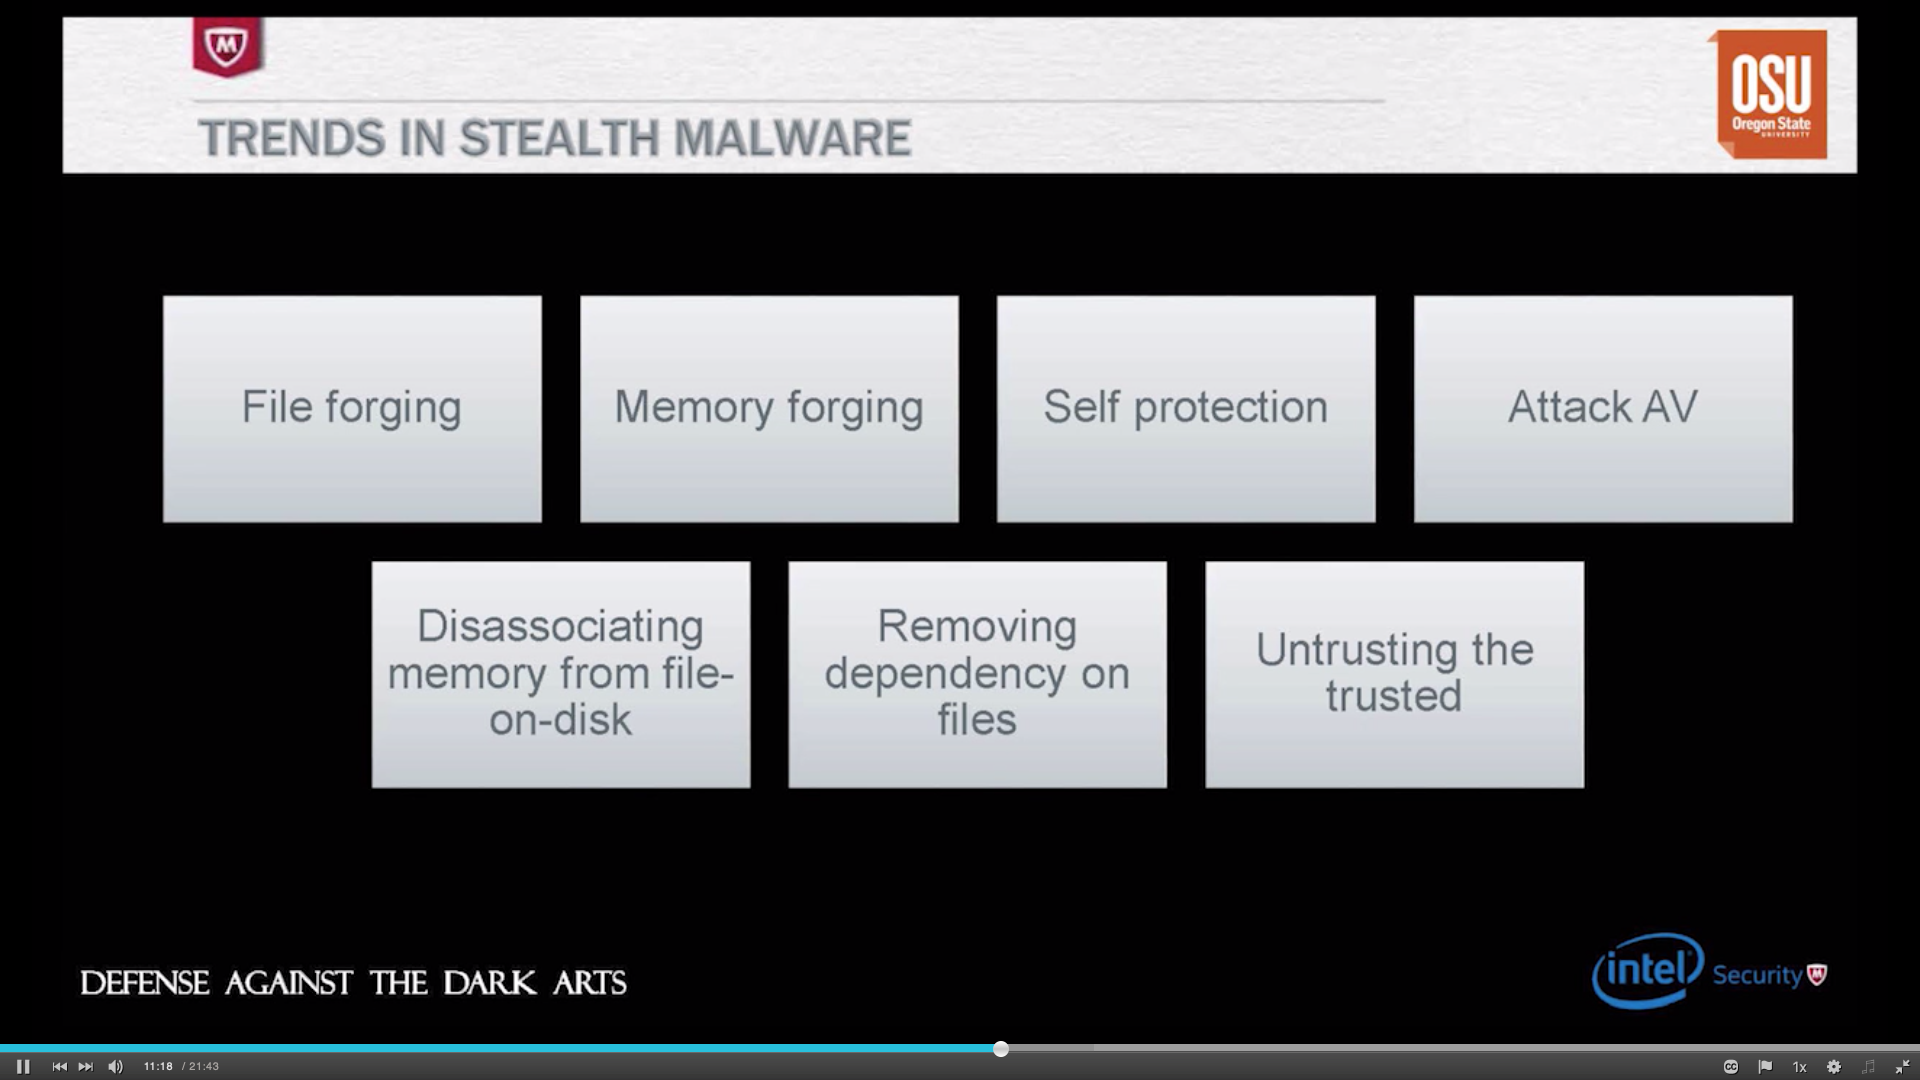 M
OSU
Oregon State
UNIVERSITY
TRENDS IN STEALTH MALWARE
File forging
Memory forging
Self protection
Attack AV
Disassociating
memory from file-
on-disk
Removing
dependency on
files
Untrusting the
trusted
DEFENSE AGAINST THE DARK ARTS
intel Security
11:18 / 21:43
CC
1x